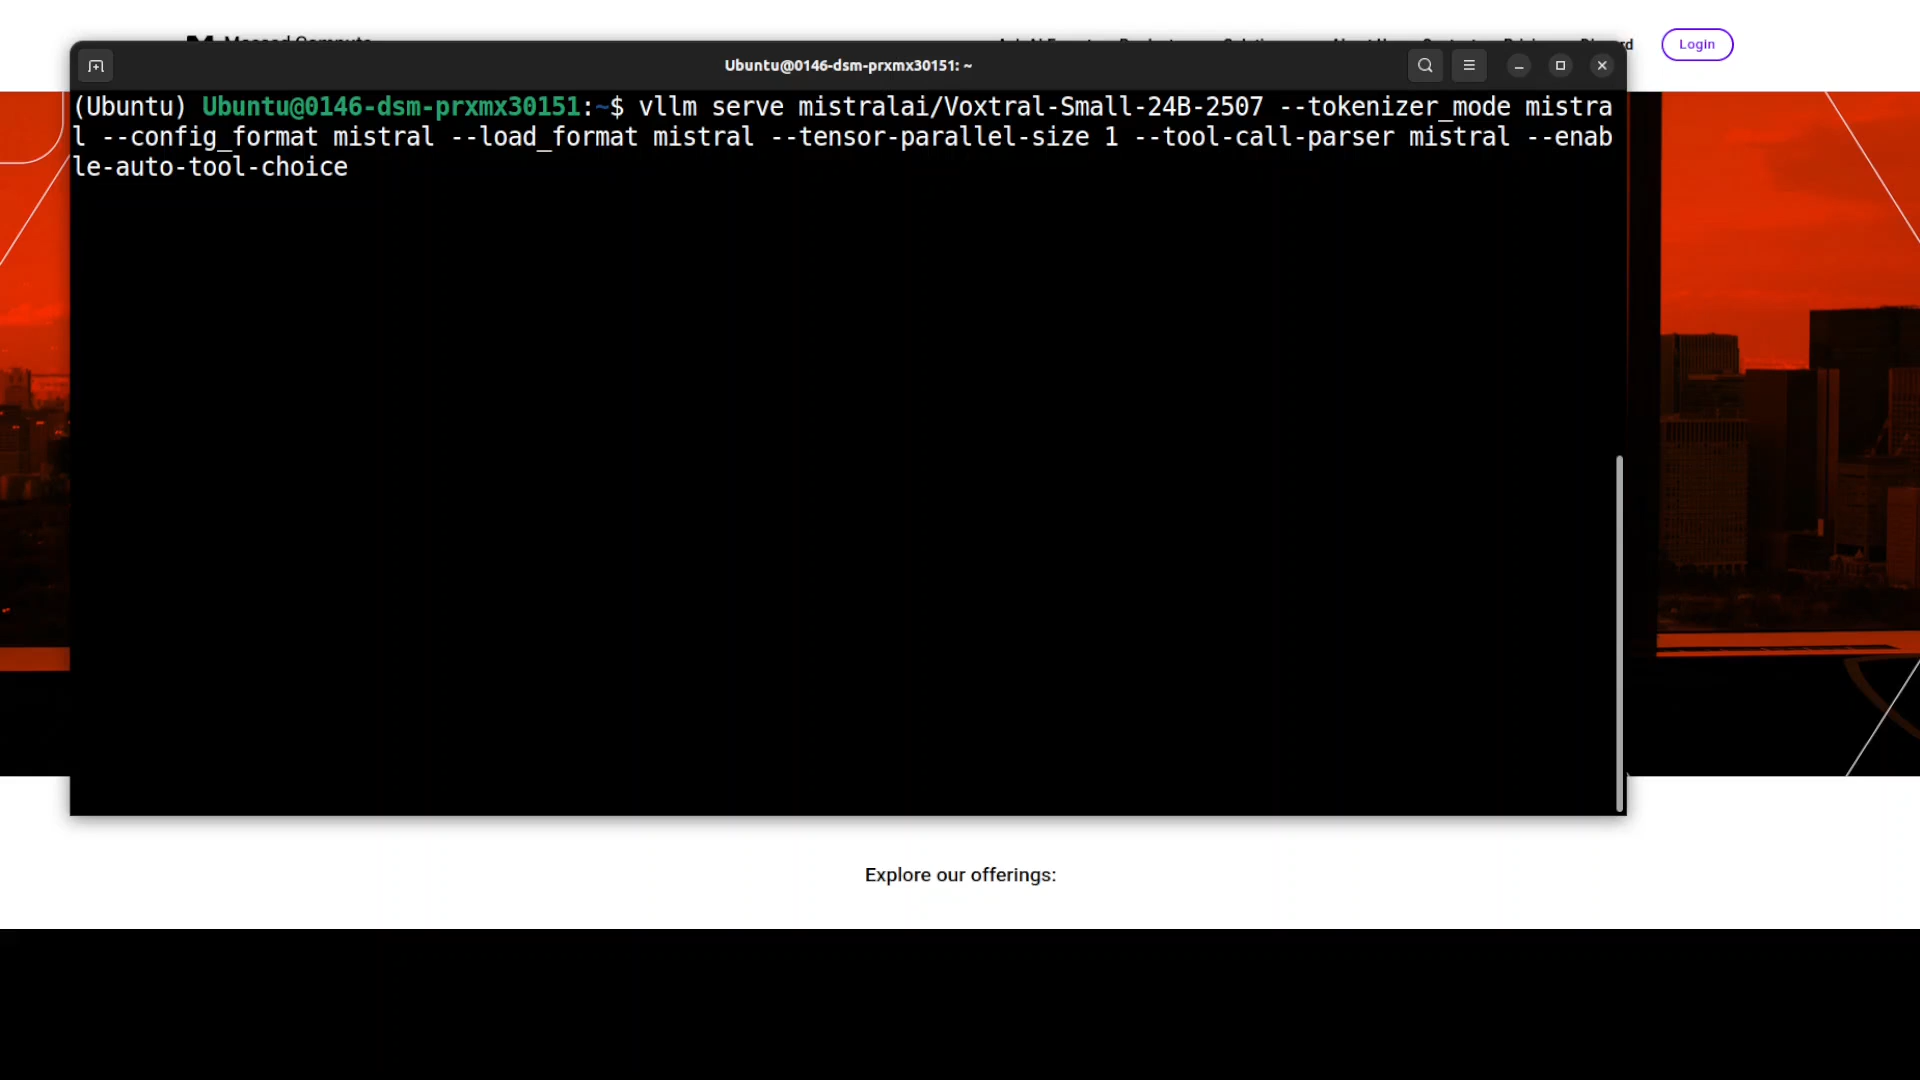 Login
Ubuntu@0146-dsm-prxmx30151: ~
(Ubuntu) Ubuntu@0146-dsm-prxmx30151:~$ vllm serve mistralai/Voxtral-Small-24B-2507 --tokenizer_mode mistra
l --config_format mistral --load_format mistral --tensor-parallel-size 1 --tool-call-parser mistral --enab
le-auto-tool-choice
Explore our offerings: